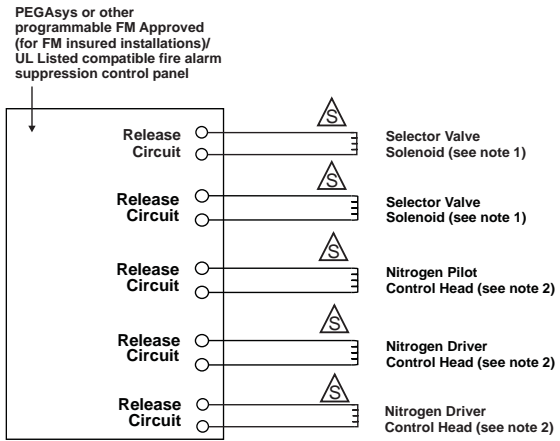 PEGAsys or other
programmable FM Approved
(for FM insured installations)/
UL Listed compatible fire alarm
suppression control panel
Release
Circuit
S
Selector Valve
Solenoid (see note 1)
Release
Circuit
S
Selector Valve
Solenoid (see note 1)
Release
Circuit
S
Nitrogen Pilot
Control Head (see note 2)
Release
Circuit
S
Nitrogen Driver
Control Head (see note 2)
Release
Circuit
S
Nitrogen Driver
Control Head (see note 2)